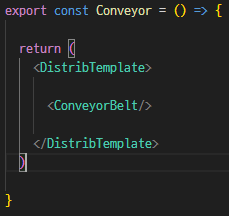 export const Conveyor = () => {
return (
<DistribTemplate>
<ConveyorBelt/>
</DistribTemplate>
)
}